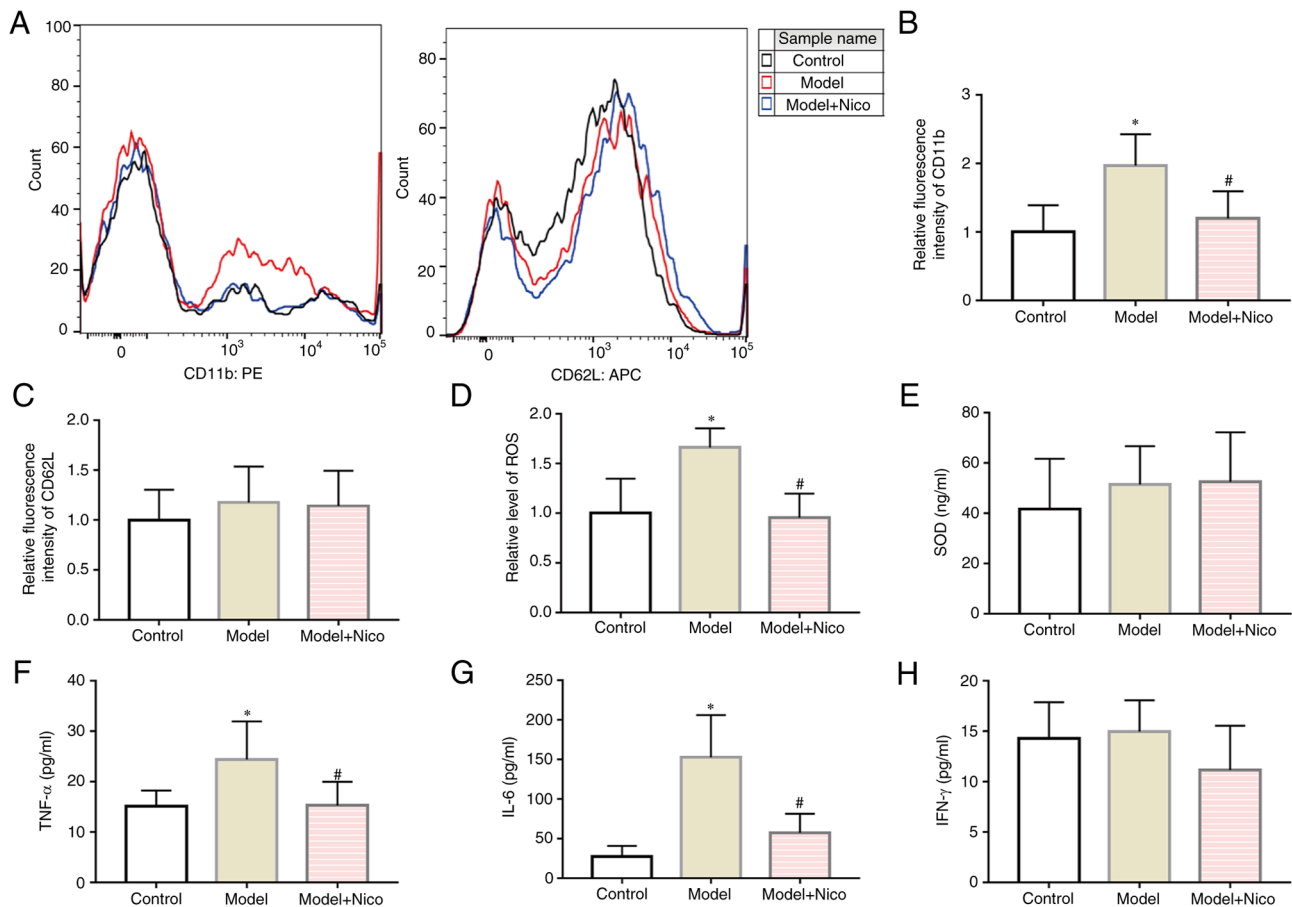 A
100
80
60
40
20
0
Count
0
10³
10⁴
10⁵
CD11b: PE
80
60
40
20
0
Count
0
10³
10⁴
10⁵
CD62L: APC
Sample name
Control
Model
Model+Nico
B
Relative fluorescence
intensity of CD11b
3
2
1
0
*
#
Control Model Model+Nico
C
Relative fluorescence
intensity of CD62L
2.0
1.5
1.0
0.5
0.0
Control Model Model+Nico
D
Relative level of ROS
2.0
1.5
1.0
0.5
0.0
*
#
Control Model Model+Nico
E
SOD (ng/ml)
80
60
40
20
0
Control Model Model+Nico
F
TNF-α (pg/ml)
40
30
20
10
0
*
#
Control Model Model+Nico
G
IL-6 (pg/ml)
250
200
150
100
50
0
*
#
Control Model Model+Nico
H
IFN-γ (pg/ml)
20
15
10
5
0
Control Model Model+Nico